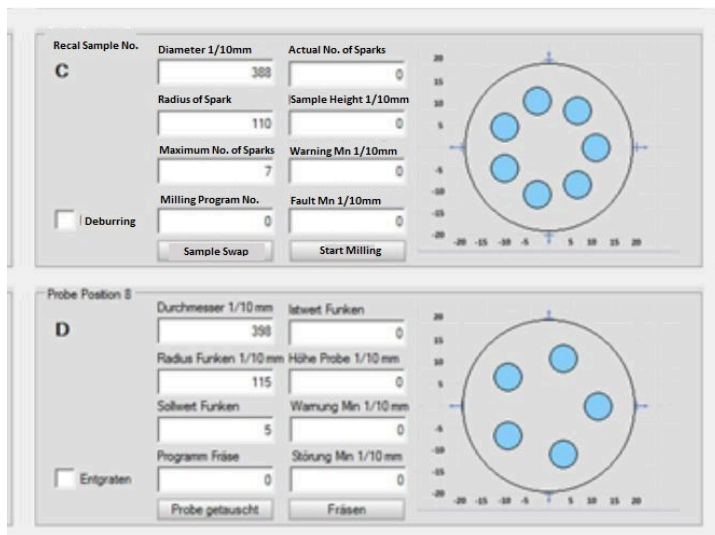 Recal Sample No.
C
Diameter 1/10mm
388
Actual No. of Sparks
0
Radius of Spark
110
Sample Height 1/10mm
0
Maximum No. of Sparks
7
Warning Mn 1/10mm
0
Milling Program No.
0
Fault Mn 1/10mm
0
Deburring
Sample Swap
Start Milling
20
15
10
5
-5
-10
-15
-20
-20 -15 -10 -5 5 10 15 20
Probe Position 8
D
Durchmesser 1/10 mm
398
Istwert Funken
0
Radius Funken 1/10 mm
115
Höhe Probe 1/10 mm
0
Sollwert Funken
5
Warnung Min 1/10 mm
0
Programm Fräse
0
Störung Min 1/10 mm
0
Entgraten
Probe getauscht
Fräsen
20
15
10
5
-5
-10
-15
-20
-20 -15 -10 -5 5 10 15 20